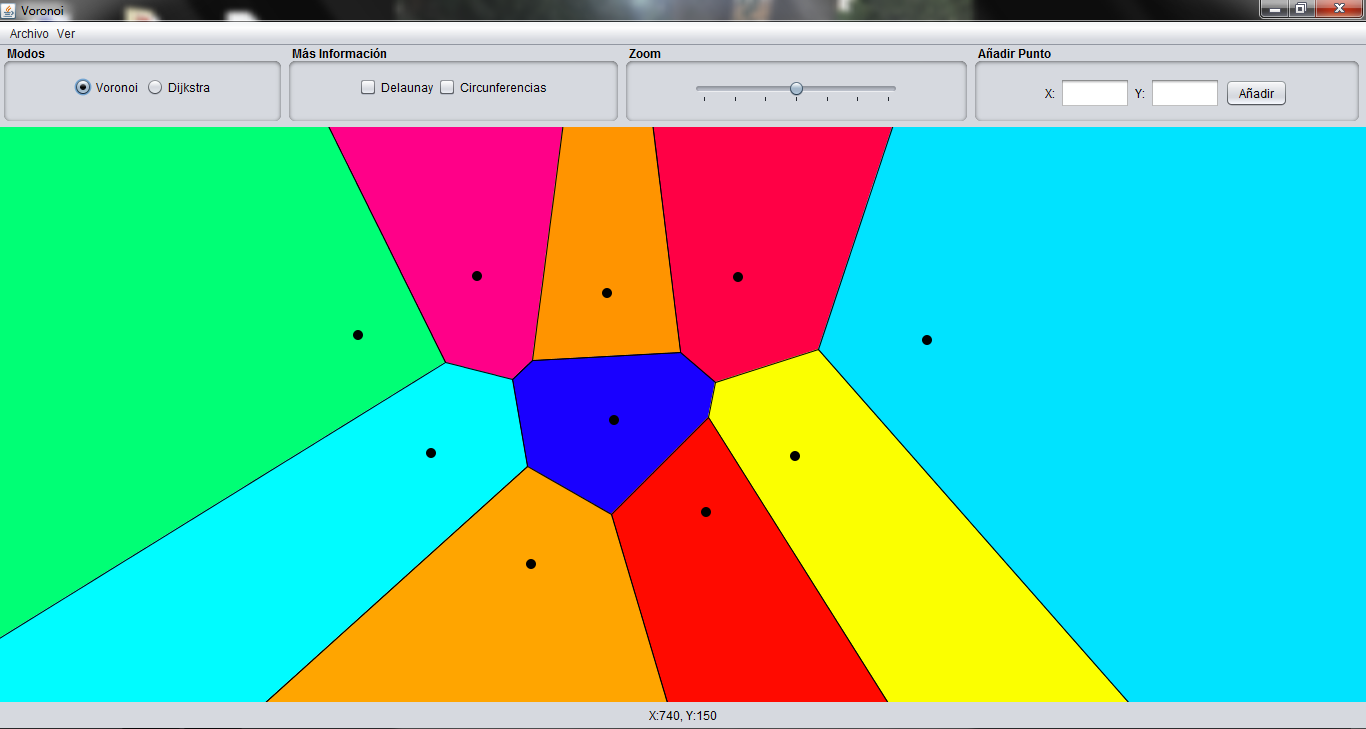 Voronoi
Archivo Ver
Modos Más Información Zoom Añadir Punto
Voronoi Dijkstra Delaunay Circunferencias X: Y: Añadir
X:740, Y:150